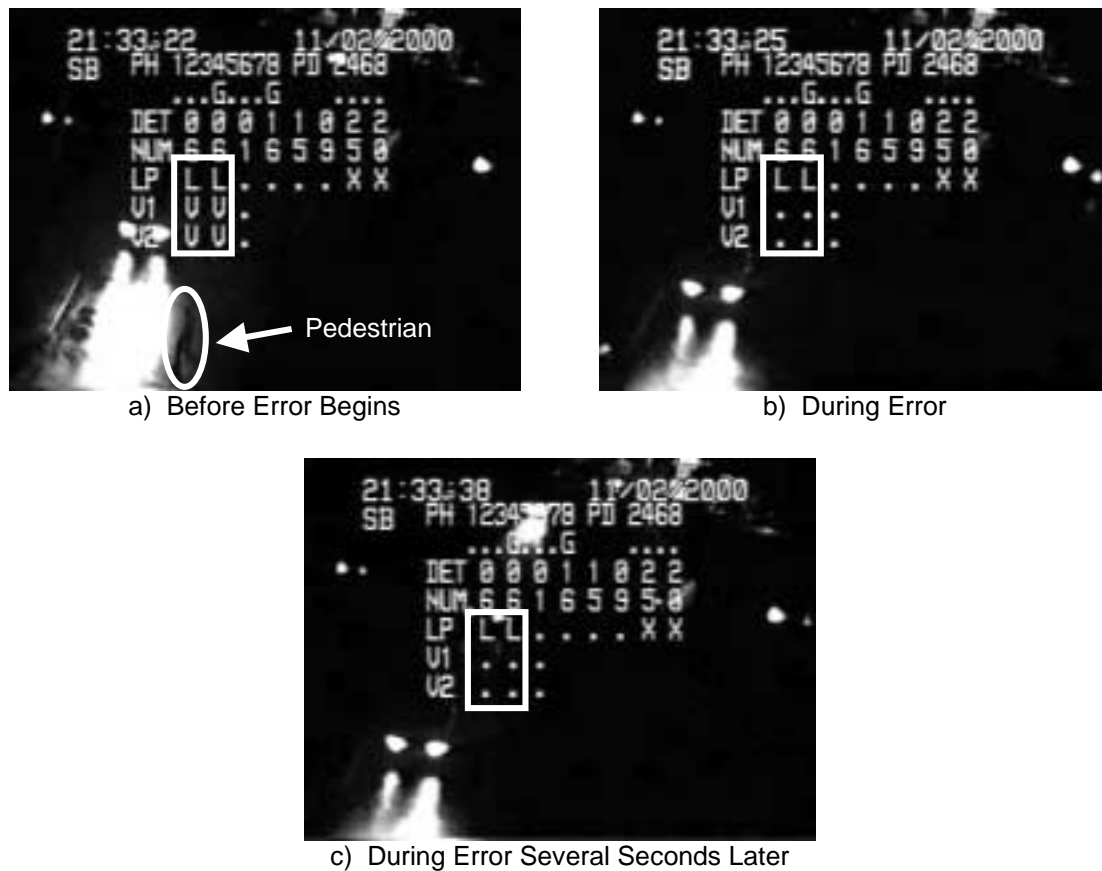 21:33:22 11/02/2000
SB PH 12345678 PD 2468
...G...G ....
DET 0 0 0 1 1 0 2 2
NUM 6 6 1 6 5 9 5 0
LP L L . . . . X X
V1 V V .
V2 V V .
Pedestrian
a) Before Error Begins
21:33:25 11/02/2000
SB PH 12345678 PD 2468
...G...G ....
DET 0 0 0 1 1 0 2 2
NUM 6 6 1 6 5 9 5 0
LP L L . . . . X X
V1 . . .
V2 . . .
b) During Error
21:33:38 11/02/2000
SB PH 12345678 PD 2468
...G...G ....
DET 0 0 0 1 1 0 2 2
NUM 6 6 1 6 5 9 5 0
LP L L . . . . X X
V1 . . .
V2 . . .
c) During Error Several Seconds Later